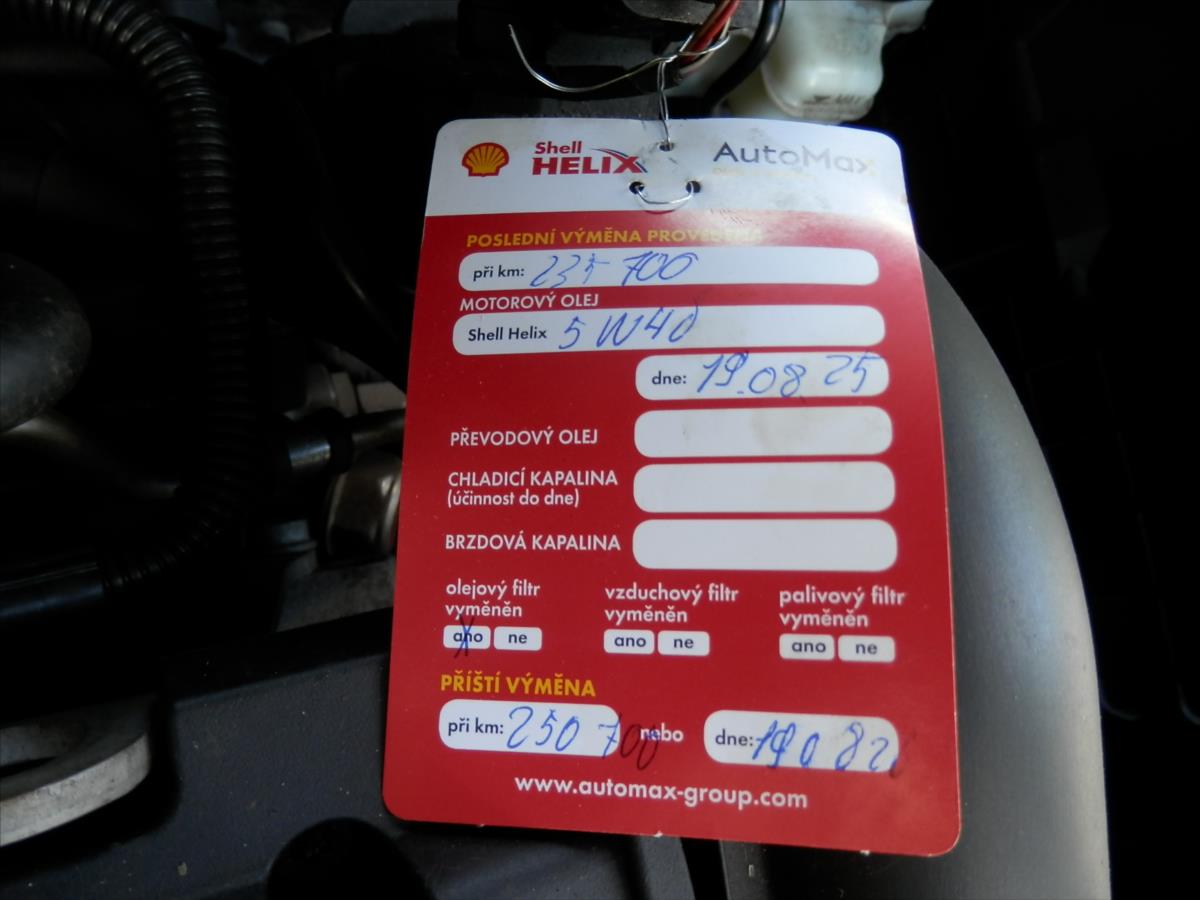 Shell
HELIX
AutoMax
POSLEDNÍ VÝMĚNA PROVEDENA
při km: 235 700
MOTOROVÝ OLEJ
Shell Helix 5W40
dne: 19.08 25
PŘEVODOVÝ OLEJ
CHLADICÍ KAPALINA
(účinnost do dne)
BRZDOVÁ KAPALINA
olejový filtr vyměněn
ano ne
vzduchový filtr vyměněn
ano ne
palivový filtr vyměněn
ano ne
PŘÍŠTÍ VÝMĚNA
při km: 250 700 nebo dne: 190826
www.automax-group.com